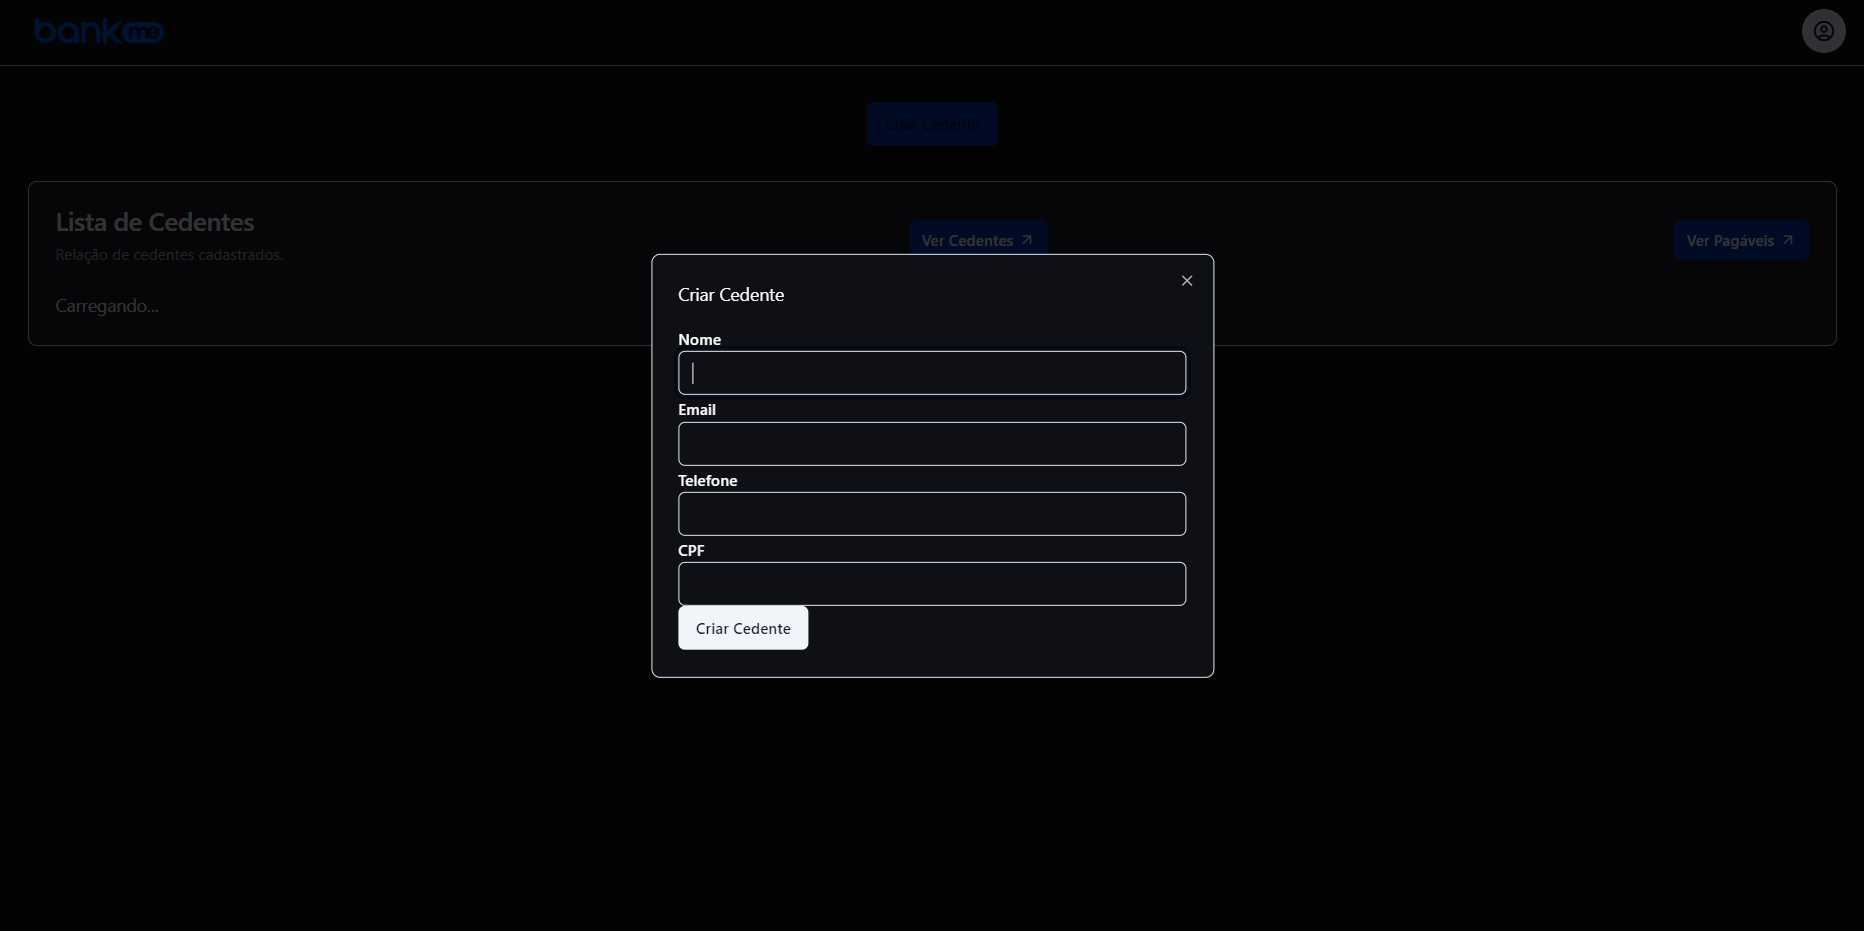 bankme
Criar Cedente
Lista de Cedentes
Relação de cedentes cadastrados.
Ver Cedentes
Ver Pagáveis
Carregando...
Criar Cedente
Nome
Email
Telefone
CPF
Criar Cedente